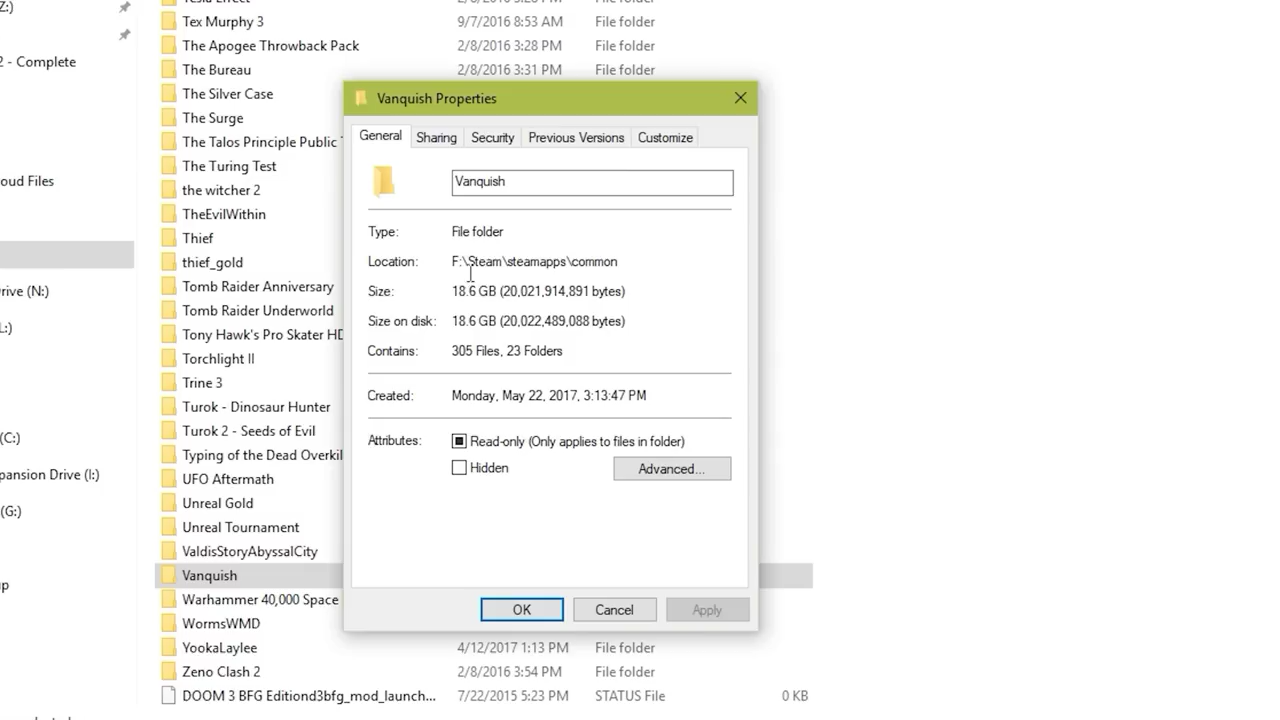 Z:)
Tex Murphy 3 9/7/2016 8:53 AM File folder
The Apogee Throwback Pack 2/8/2016 3:28 PM File folder
2 - Complete
The Bureau 2/8/2016 3:31 PM File folder
The Silver Case
The Surge
The Talos Principle Public
The Turing Test
oud Files
the witcher 2
TheEvilWithin
Thief
thief_gold
rive (N:)
Tomb Raider Anniversary
Tomb Raider Underworld
L:)
Tony Hawk's Pro Skater HD
Torchlight II
Trine 3
Turok - Dinosaur Hunter
Turok 2 - Seeds of Evil
(C:)
Typing of the Dead Overkil
pansion Drive (I:)
UFO Aftermath
Unreal Gold
(G:)
Unreal Tournament
ValdisStoryAbyssalCity
Vanquish
p
Warhammer 40,000 Space
WormsWMD
YookaLaylee 4/12/2017 1:13 PM File folder
Zeno Clash 2 2/8/2016 3:54 PM File folder
DOOM 3 BFG Editiond3bfg_mod_launch... 7/22/2015 5:23 PM STATUS File 0 KB
Vanquish Properties
General Sharing Security Previous Versions Customize
Vanquish
Type: File folder
Location: F:\Steam\steamapps\common
Size: 18.6 GB (20,021,914,891 bytes)
Size on disk: 18.6 GB (20,022,489,088 bytes)
Contains: 305 Files, 23 Folders
Created: Monday, May 22, 2017, 3:13:47 PM
Attributes: Read-only (Only applies to files in folder)
Hidden Advanced...
OK Cancel Apply